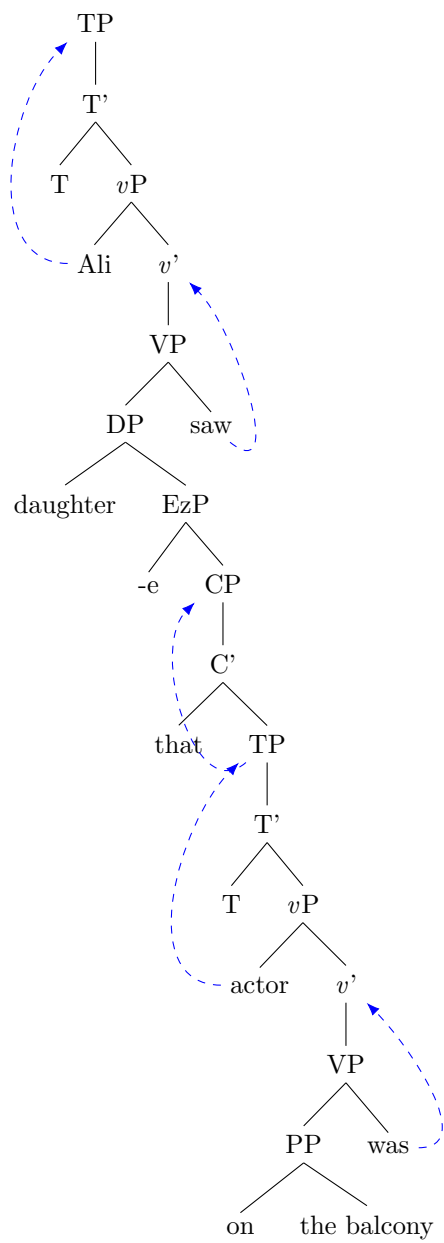 TP
T'
T vP
Ali v'
VP
DP saw
daughter EzP
-e CP
C'
that TP
T'
T vP
actor v'
VP
PP was
on the balcony